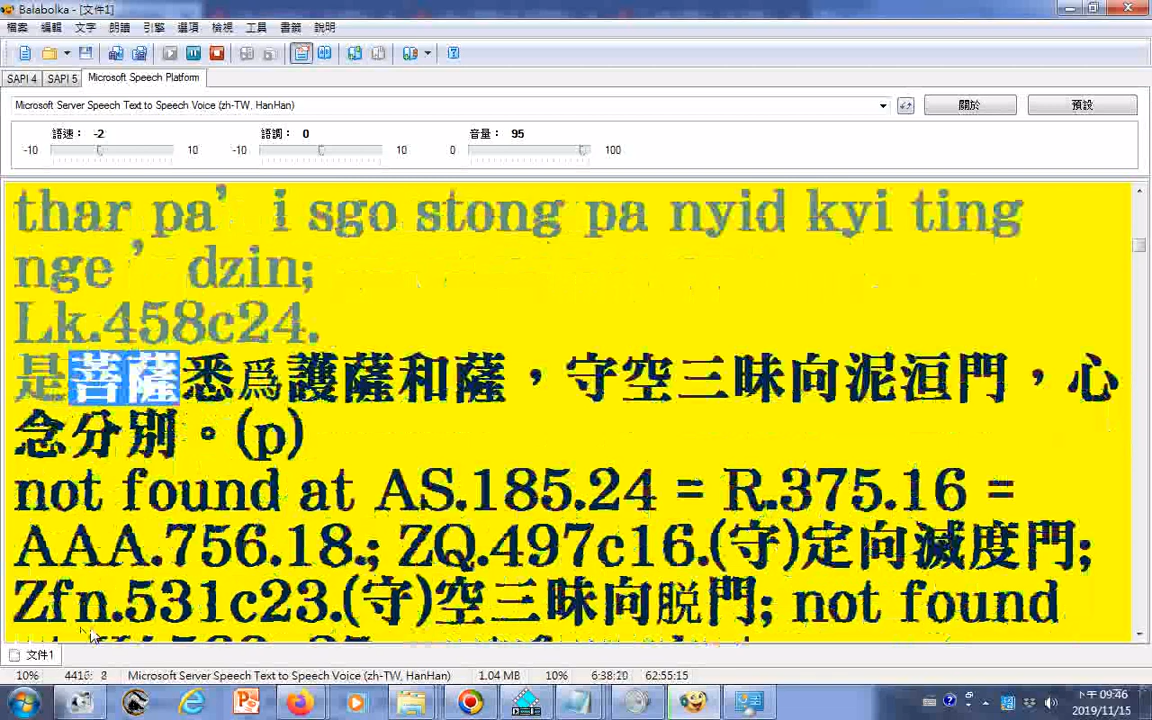 Balabolka - [文件1]
檔案 編輯 文字 朗讀 引擎 選項 檢視 工具 書籤 說明
SAPI 4 SAPI 5 Microsoft Speech Platform
Microsoft Server Speech Text to Speech Voice (zh-TW, HanHan) 關於 預設
語速： -2 語調： 0 音量： 95
-10 10 -10 10 0 100
thar pa' i sgo stong pa nyid kyi ting
nge ' dzin;
Lk.458c24.
是菩薩悉爲護薩和薩，守空三昧向泥洹門，心
念分別。(p)
not found at AS.185.24 = R.375.16 =
AAA.756.18.; ZQ.497c16.(守)定向滅度門;
Zfn.531c23.(守)空三昧向脱門; not found
文件1
10% 4416: 8 Microsoft Server Speech Text to Speech Voice (zh-TW, HanHan) 1.04 MB 10% 6:38:20 62:55:15
下午 09:46
2019/11/15